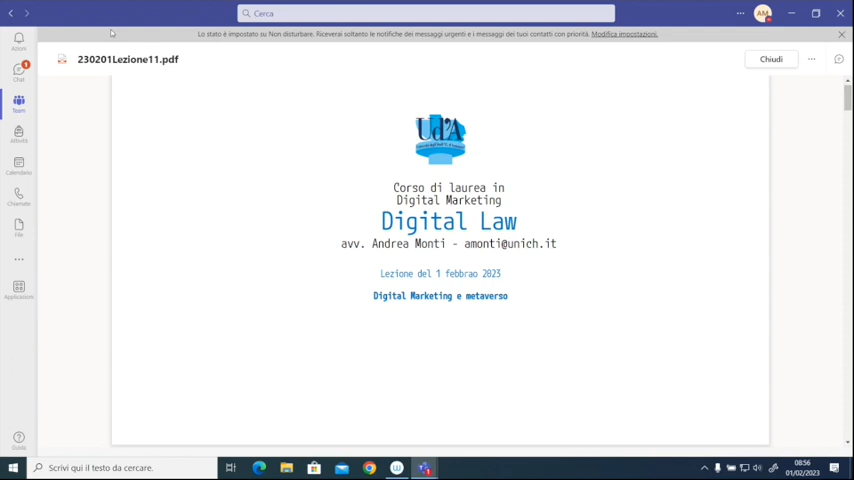 Cerca
AM
Lo stato è impostato su Non disturbare. Riceverai soltanto le notifiche dei messaggi urgenti e i messaggi dei tuoi contatti con priorità. Modifica impostazioni.
Azioni
230201Lezione11.pdf
Chiudi
1
Chat
Team
Attività
Calendario
Chiamate
File
Applicazioni
Guida
Ud'A
Corso di laurea in
Digital Marketing
Digital Law
avv. Andrea Monti - amonti@unich.it
Lezione del 1 febbrao 2023
Digital Marketing e metaverso
Scrivi qui il testo da cercare.
08:56
01/02/2023